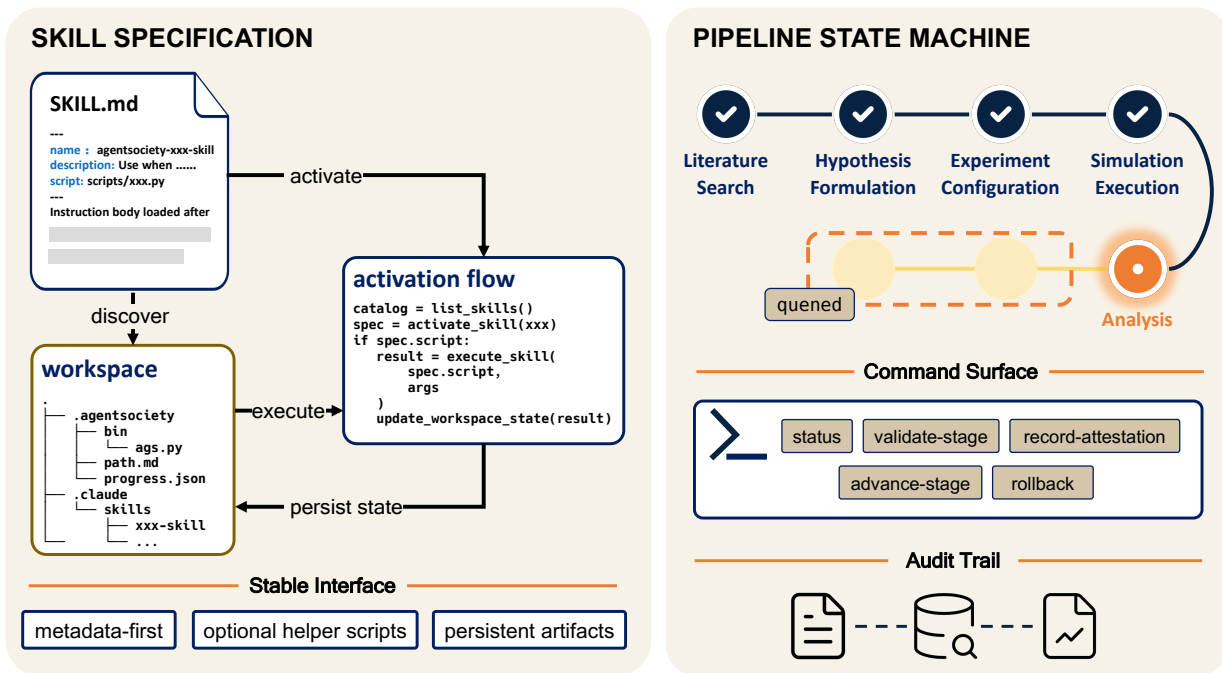 SKILL SPECIFICATION
SKILL.md
---
name : agentsociety-xxx-skill
description: Use when ......
script: scripts/xxx.py
---
Instruction body loaded after
activate
discover
activation flow
catalog = list_skills()
spec = activate_skill(xxx)
if spec.script:
result = execute_skill(
spec.script,
args
)
update_workspace_state(result)
workspace
.
├── .agentsociety
│   ├── bin
│   │   └── ags.py
│   ├── path.md
│   └── progress.json
├── .claude
│   └── skills
│       ├── xxx-skill
└──     └── ...
execute
persist state
Stable Interface
metadata-first
optional helper scripts
persistent artifacts
PIPELINE STATE MACHINE
Literature
Search
Hypothesis
Formulation
Experiment
Configuration
Simulation
Execution
quened
Analysis
Command Surface
status
validate-stage
record-attestation
advance-stage
rollback
Audit Trail